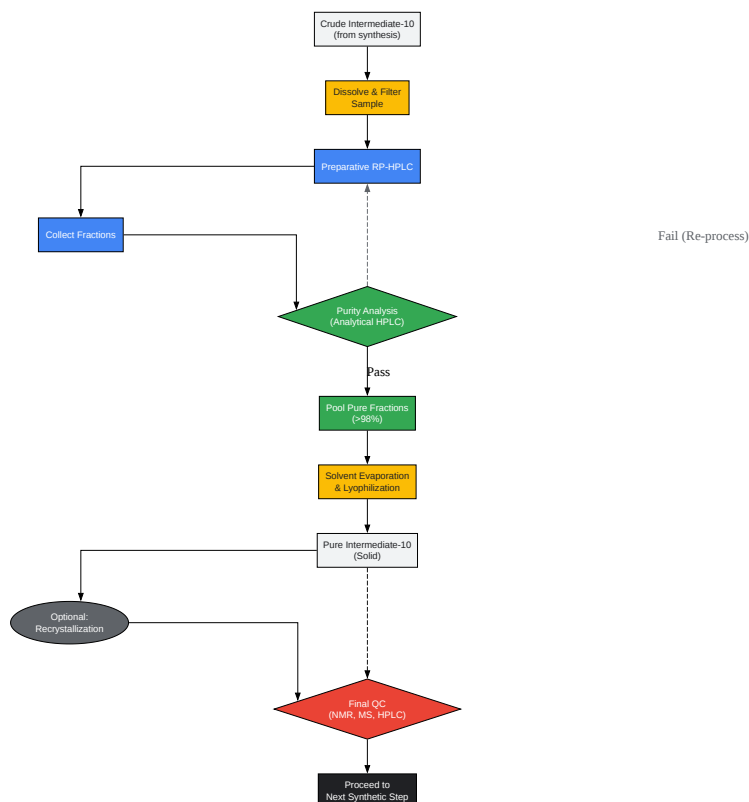 Crude Intermediate-10
(from synthesis)
Dissolve & Filter
Sample
Preparative RP-HPLC
Collect Fractions
Fail (Re-process)
Purity Analysis
(Analytical HPLC)
Pass
Pool Pure Fractions
(>98%)
Solvent Evaporation
& Lyophilization
Pure Intermediate-10
(Solid)
Optional:
Recrystallization
Final QC
(NMR, MS, HPLC)
Proceed to
Next Synthetic Step